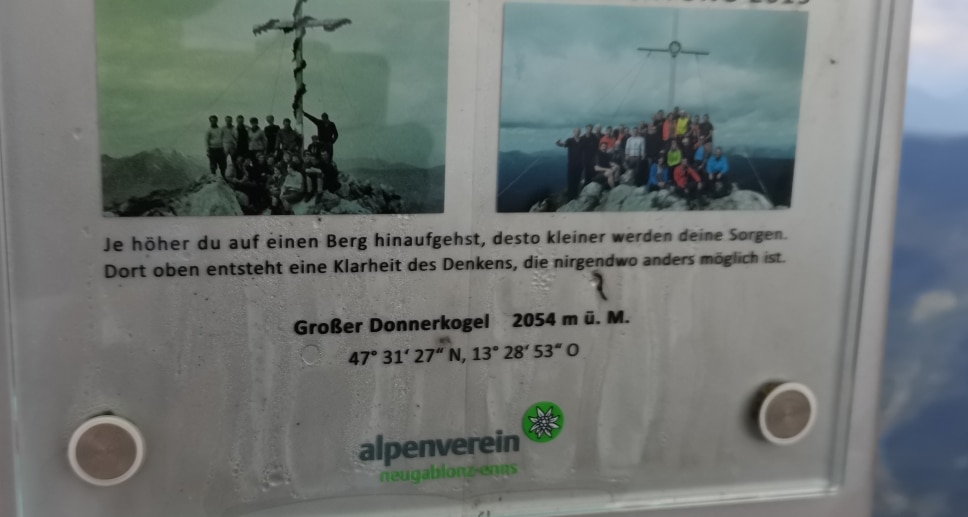 2019
Je höher du auf einen Berg hinaufgehst, desto kleiner werden deine Sorgen.
Dort oben entsteht eine Klarheit des Denkens, die nirgendwo anders möglich ist.
Großer Donnerkogel 2054 m ü. M.
47° 31‘ 27“ N, 13° 28‘ 53“ O
alpenverein
neugablonz-enns